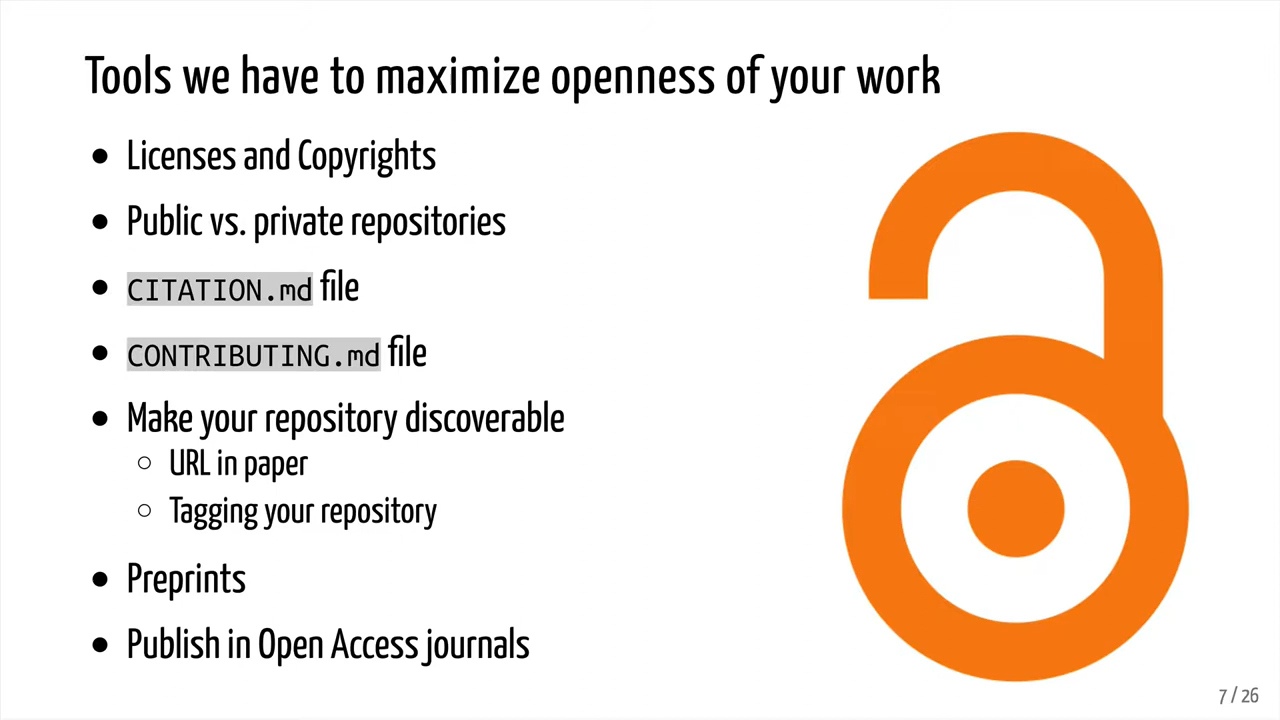 Tools we have to maximize openness of your work
• Licenses and Copyrights
• Public vs. private repositories
• CITATION.md file
• CONTRIBUTING.md file
• Make your repository discoverable
○ URL in paper
○ Tagging your repository
• Preprints
• Publish in Open Access journals
7 / 26